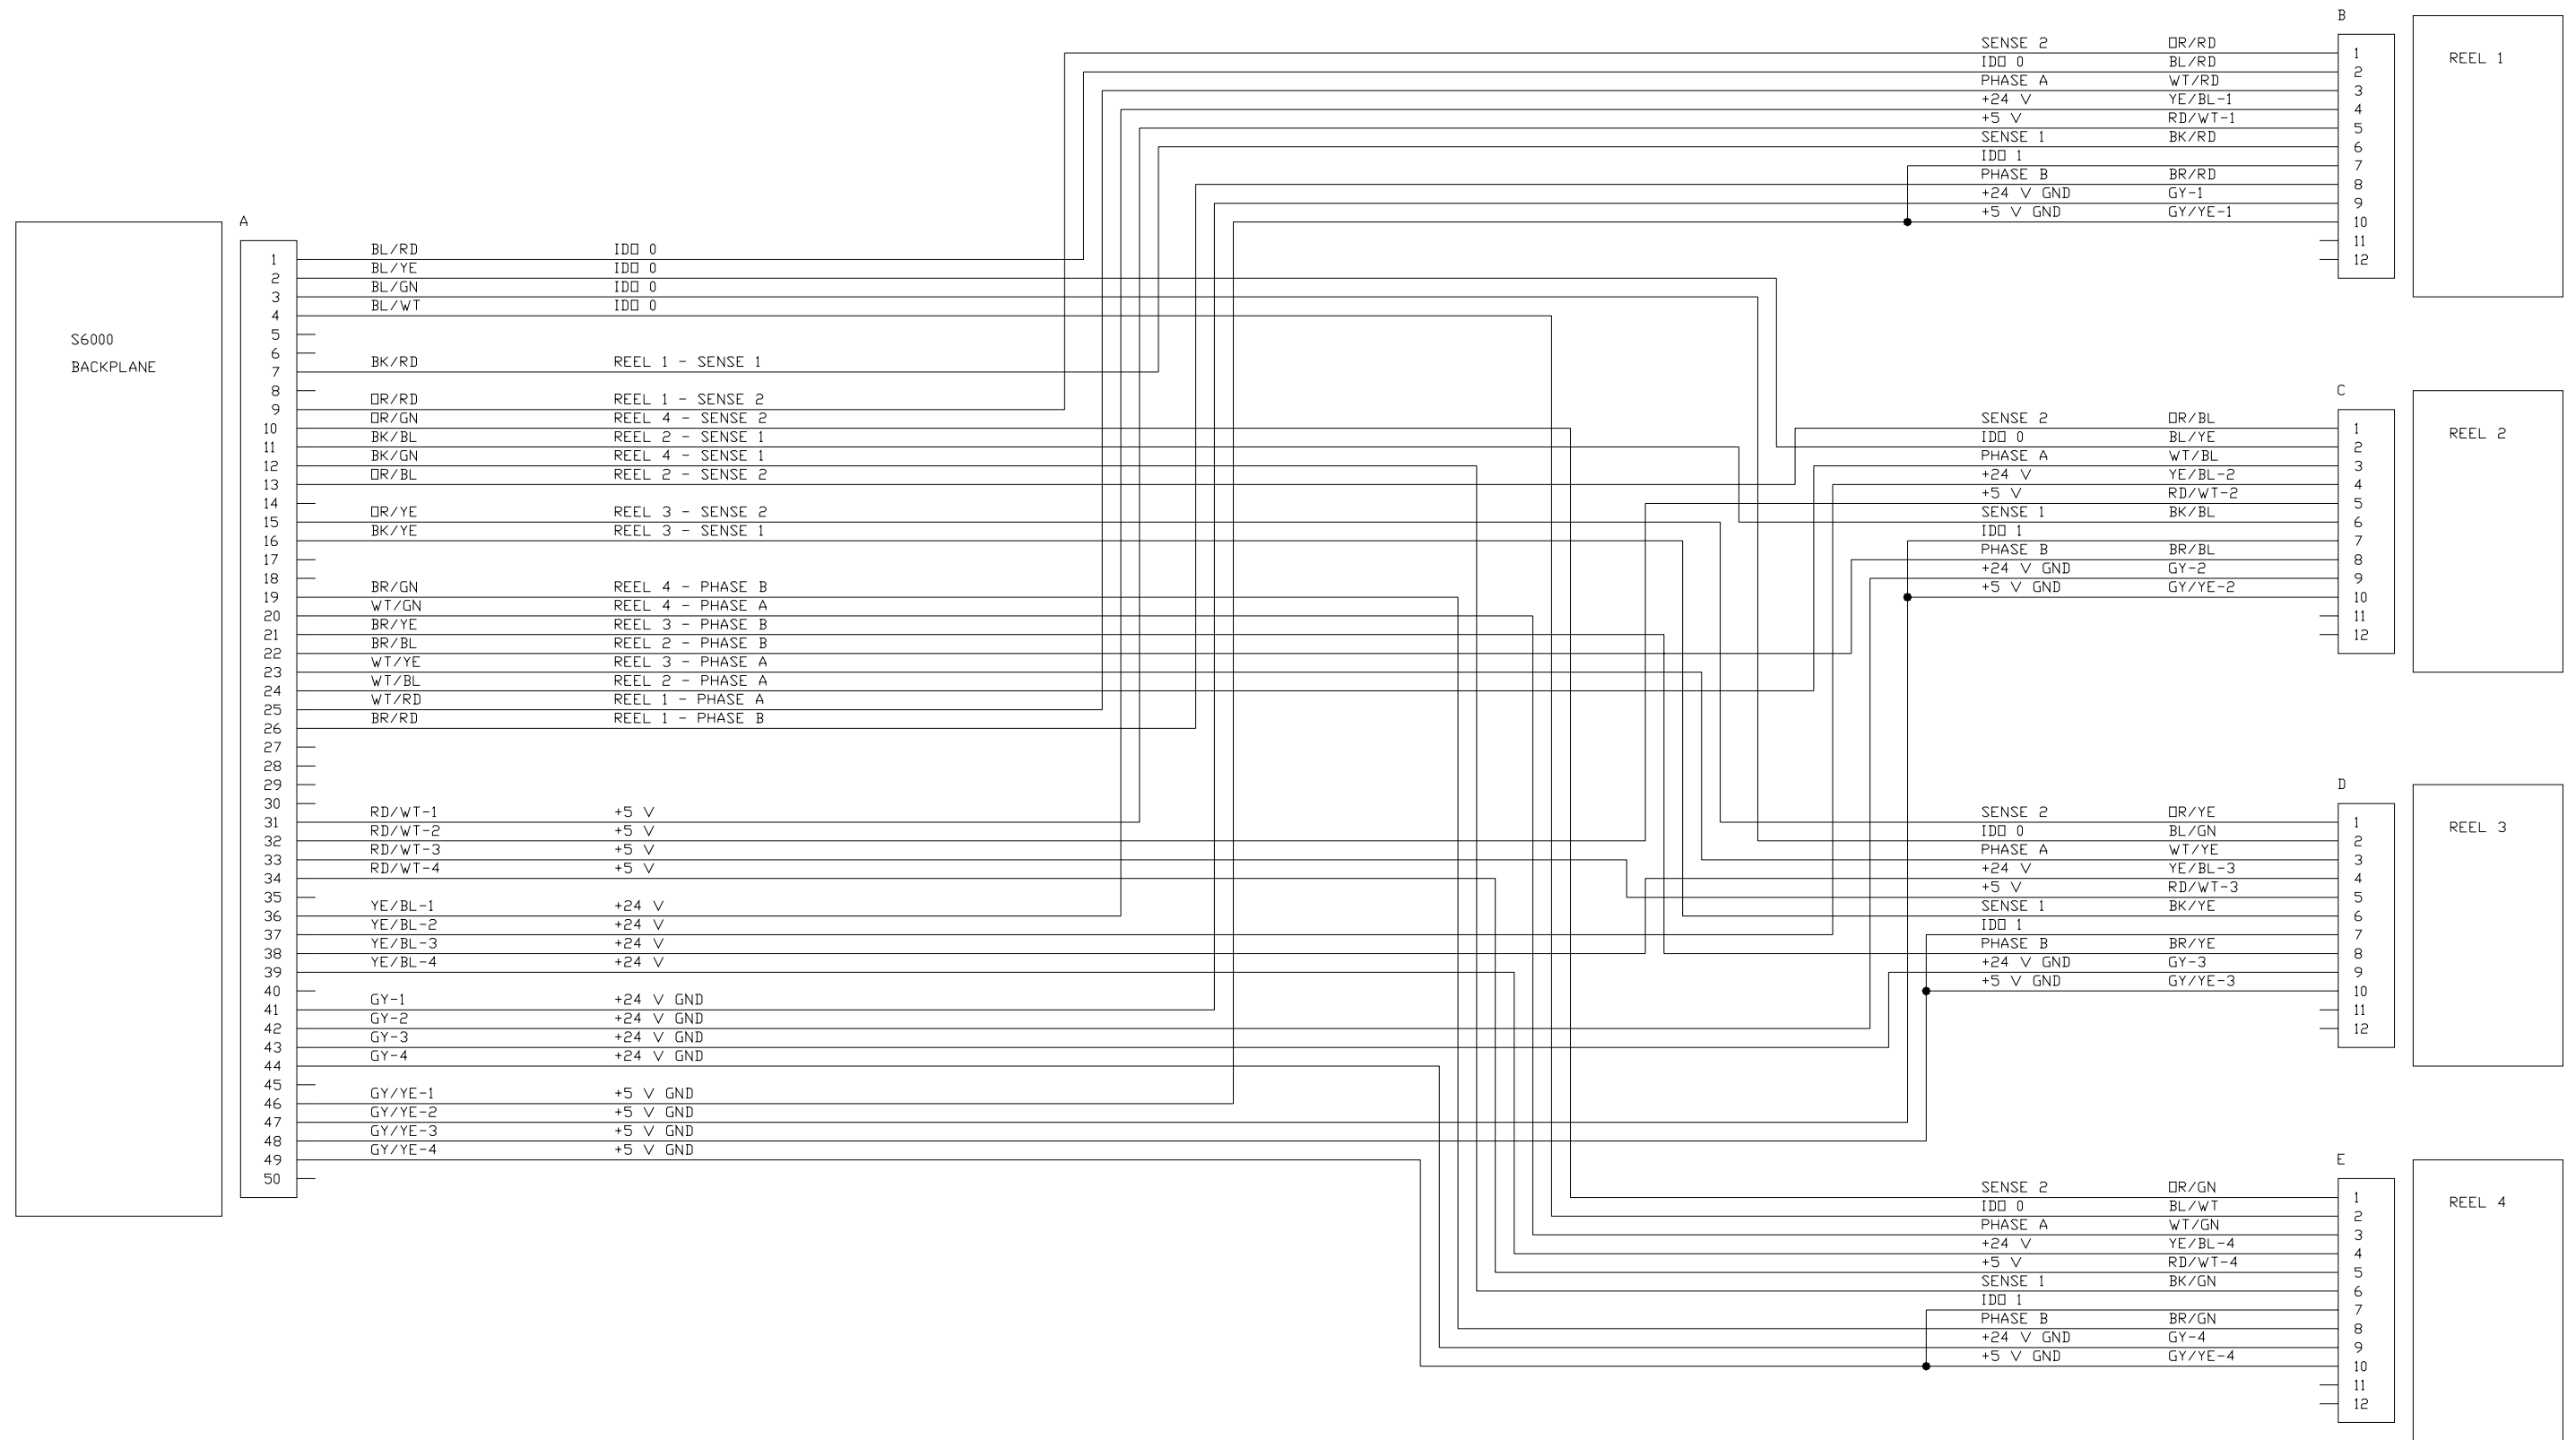 S6000
BACKPLANE
A
1 BL/RD IDO 0
2 BL/YE IDO 0
3 BL/GN IDO 0
4 BL/WT IDO 0
5
6
7 BK/RD REEL 1 - SENSE 1
8
9 OR/RD REEL 1 - SENSE 2
10 OR/GN REEL 4 - SENSE 2
11 BK/BL REEL 2 - SENSE 1
12 BK/GN REEL 4 - SENSE 1
13 OR/BL REEL 2 - SENSE 2
14
15 OR/YE REEL 3 - SENSE 2
16 BK/YE REEL 3 - SENSE 1
17
18
19 BR/GN REEL 4 - PHASE B
20 WT/GN REEL 4 - PHASE A
21 BR/YE REEL 3 - PHASE B
22 BR/BL REEL 2 - PHASE B
23 WT/YE REEL 3 - PHASE A
24 WT/BL REEL 2 - PHASE A
25 WT/RD REEL 1 - PHASE A
26 BR/RD REEL 1 - PHASE B
27
28
29
30
31 RD/WT-1 +5 V
32 RD/WT-2 +5 V
33 RD/WT-3 +5 V
34 RD/WT-4 +5 V
35
36 YE/BL-1 +24 V
37 YE/BL-2 +24 V
38 YE/BL-3 +24 V
39 YE/BL-4 +24 V
40
41 GY-1 +24 V GND
42 GY-2 +24 V GND
43 GY-3 +24 V GND
44 GY-4 +24 V GND
45
46 GY/YE-1 +5 V GND
47 GY/YE-2 +5 V GND
48 GY/YE-3 +5 V GND
49 GY/YE-4 +5 V GND
50
B
REEL 1
SENSE 2 OR/RD 1
IDO 0 BL/RD 2
PHASE A WT/RD 3
+24 V YE/BL-1 4
+5 V RD/WT-1 5
SENSE 1 BK/RD 6
IDO 1 7
PHASE B BR/RD 8
+24 V GND GY-1 9
+5 V GND GY/YE-1 10
11
12
C
REEL 2
SENSE 2 OR/BL 1
IDO 0 BL/YE 2
PHASE A WT/BL 3
+24 V YE/BL-2 4
+5 V RD/WT-2 5
SENSE 1 BK/BL 6
IDO 1 7
PHASE B BR/BL 8
+24 V GND GY-2 9
+5 V GND GY/YE-2 10
11
12
D
REEL 3
SENSE 2 OR/YE 1
IDO 0 BL/GN 2
PHASE A WT/YE 3
+24 V YE/BL-3 4
+5 V RD/WT-3 5
SENSE 1 BK/YE 6
IDO 1 7
PHASE B BR/YE 8
+24 V GND GY-3 9
+5 V GND GY/YE-3 10
11
12
E
REEL 4
SENSE 2 OR/GN 1
IDO 0 BL/WT 2
PHASE A WT/GN 3
+24 V YE/BL-4 4
+5 V RD/WT-4 5
SENSE 1 BK/GN 6
IDO 1 7
PHASE B BR/GN 8
+24 V GND GY-4 9
+5 V GND GY/YE-4 10
11
12